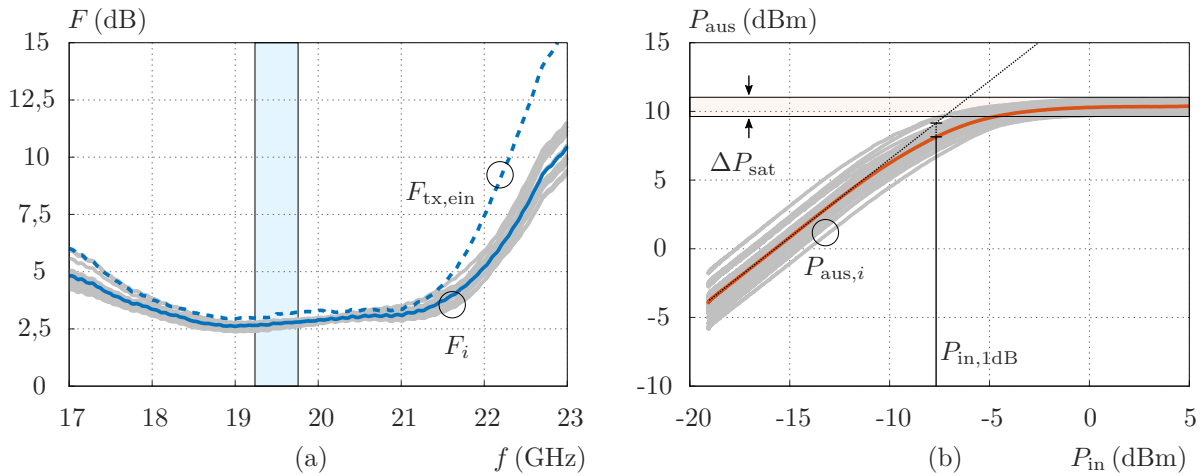 F (dB)
15
12,5
10
7,5
5
2,5
0
17
18
19
20
21
22
23
F_tx,ein
F_i
(a)
f (GHz)
P_aus (dBm)
15
10
5
0
-5
-10
-20
-15
-10
-5
0
5
ΔP_sat
P_aus,i
P_in,1dB
(b)
P_in (dBm)